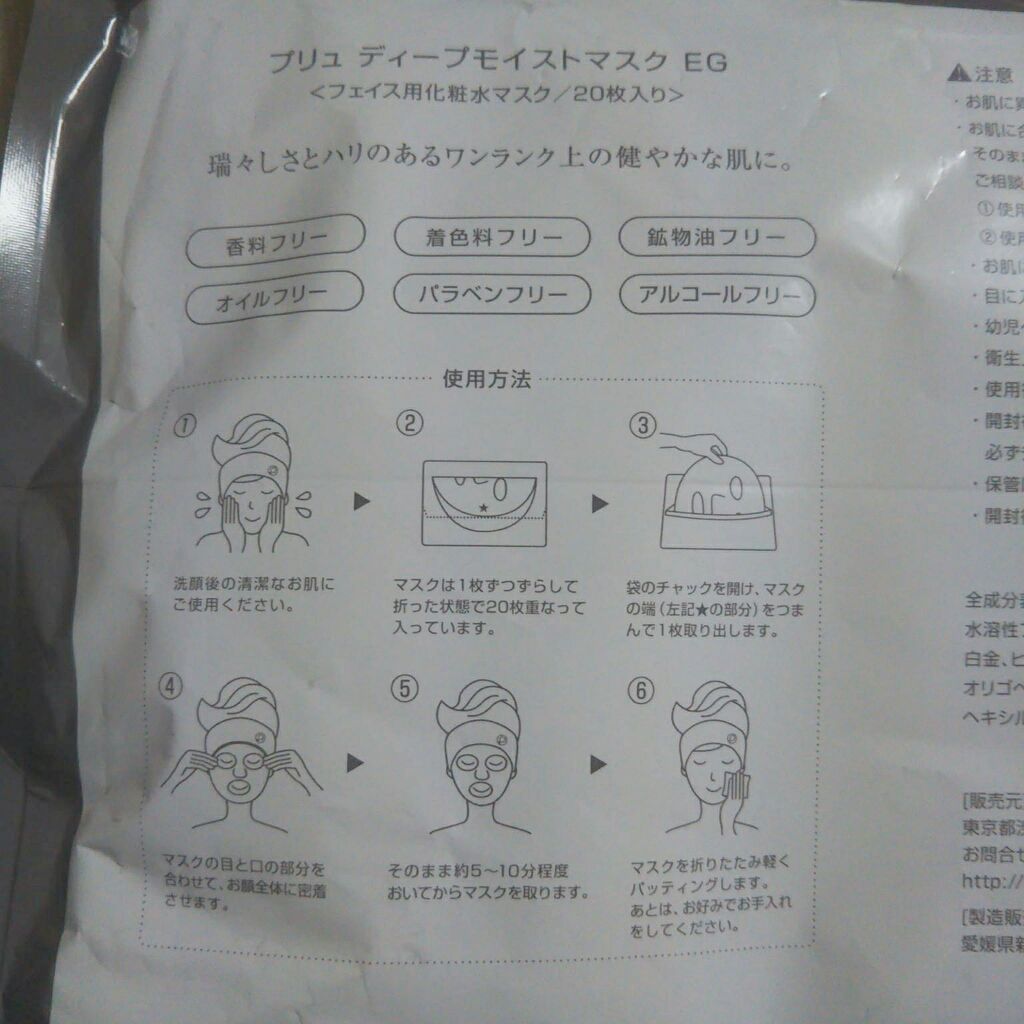 プリュ ディープモイストマスク EG
<フェイス用化粧水マスク/20枚入り>
瑞々しさとハリのあるワンランク上の健やかな肌に。
香料フリー
着色料フリー
鉱物油フリー
オイルフリー
パラベンフリー
アルコールフリー
使用方法
①
洗顔後の清潔なお肌に
ご使用ください。
②
マスクは1枚ずつずらして
折った状態で20枚重なって
入っています。
③
袋のチャックを開け、マスク
の端(左記★の部分)をつま
んで1枚取り出します。
④
マスクの目と口の部分を
合わせて、お顔全体に密着
させます。
⑤
そのまま約5～10分程度
おいてからマスクを取ります。
⑥
マスクを折りたたみ軽く
パッティングします。
あとは、お好みでお手入れ
をしてください。
注意
・お肌に異
・お肌に合
そのまま
ご相談
①使用
②使用
・お肌に
・目に入
・幼児
・衛生
・使用
・開封
必ず
・保管
・開封
全成分
水溶性
白金、ヒ
オリゴペ
ヘキシル
[販売元
東京都
お問合せ
http://
[製造販
愛媛県新